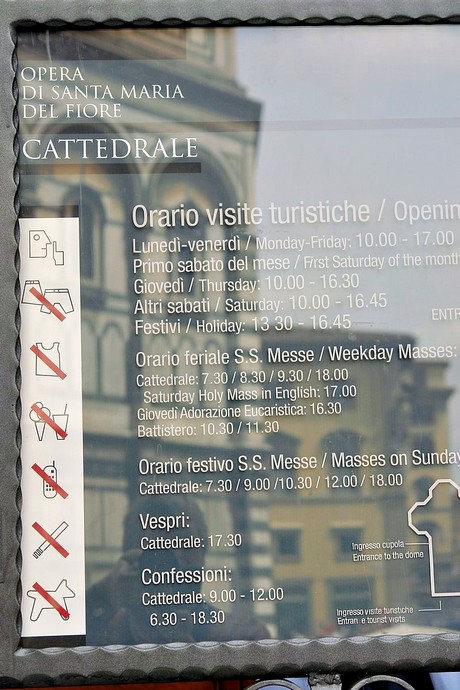 OPERA
DI SANTA MARIA
DEL FIORE
CATTEDRALE
Orario visite turistiche / Openin
Lunedì-venerdì / Monday-Friday: 10.00 - 17.00
Primo sabato del mese / First Saturday of the month
Giovedì / Thursday: 10.00 - 16.30
Altri sabati / Saturday: 10.00 - 16.45
Festivi / Holiday: 13 30 - 16.45
ENTR
Orario feriale S.S. Messe / Weekday Masses:
Cattedrale: 7.30 / 8.30 / 9.30 / 18.00
Saturday Holy Mass in English: 17.00
Giovedì Adorazione Eucaristica: 16.30
Battistero: 10.30 / 11.30
Orario festivo S.S. Messe / Masses on Sunday
Cattedrale: 7.30 / 9.00 /10.30 / 12.00 / 18.00
Vespri:
Cattedrale: 17.30
Ingresso cupola
Entrance to the dome
Confessioni:
Cattedrale: 9.00 - 12.00
6.30 - 18.30
Ingresso visite turistiche
Entran e tourist visits